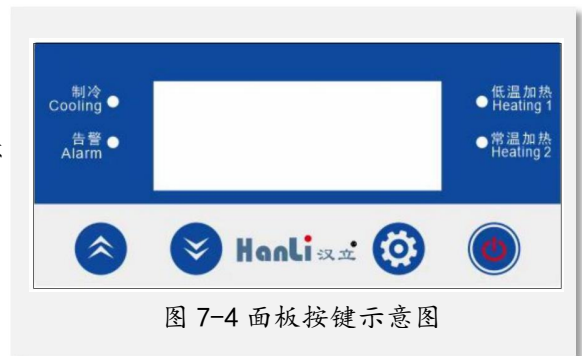 制冷
Cooling
告警
Alarm
低温加热
Heating 1
常温加热
Heating 2
HanLi 汉立
图 7-4 面板按键示意图